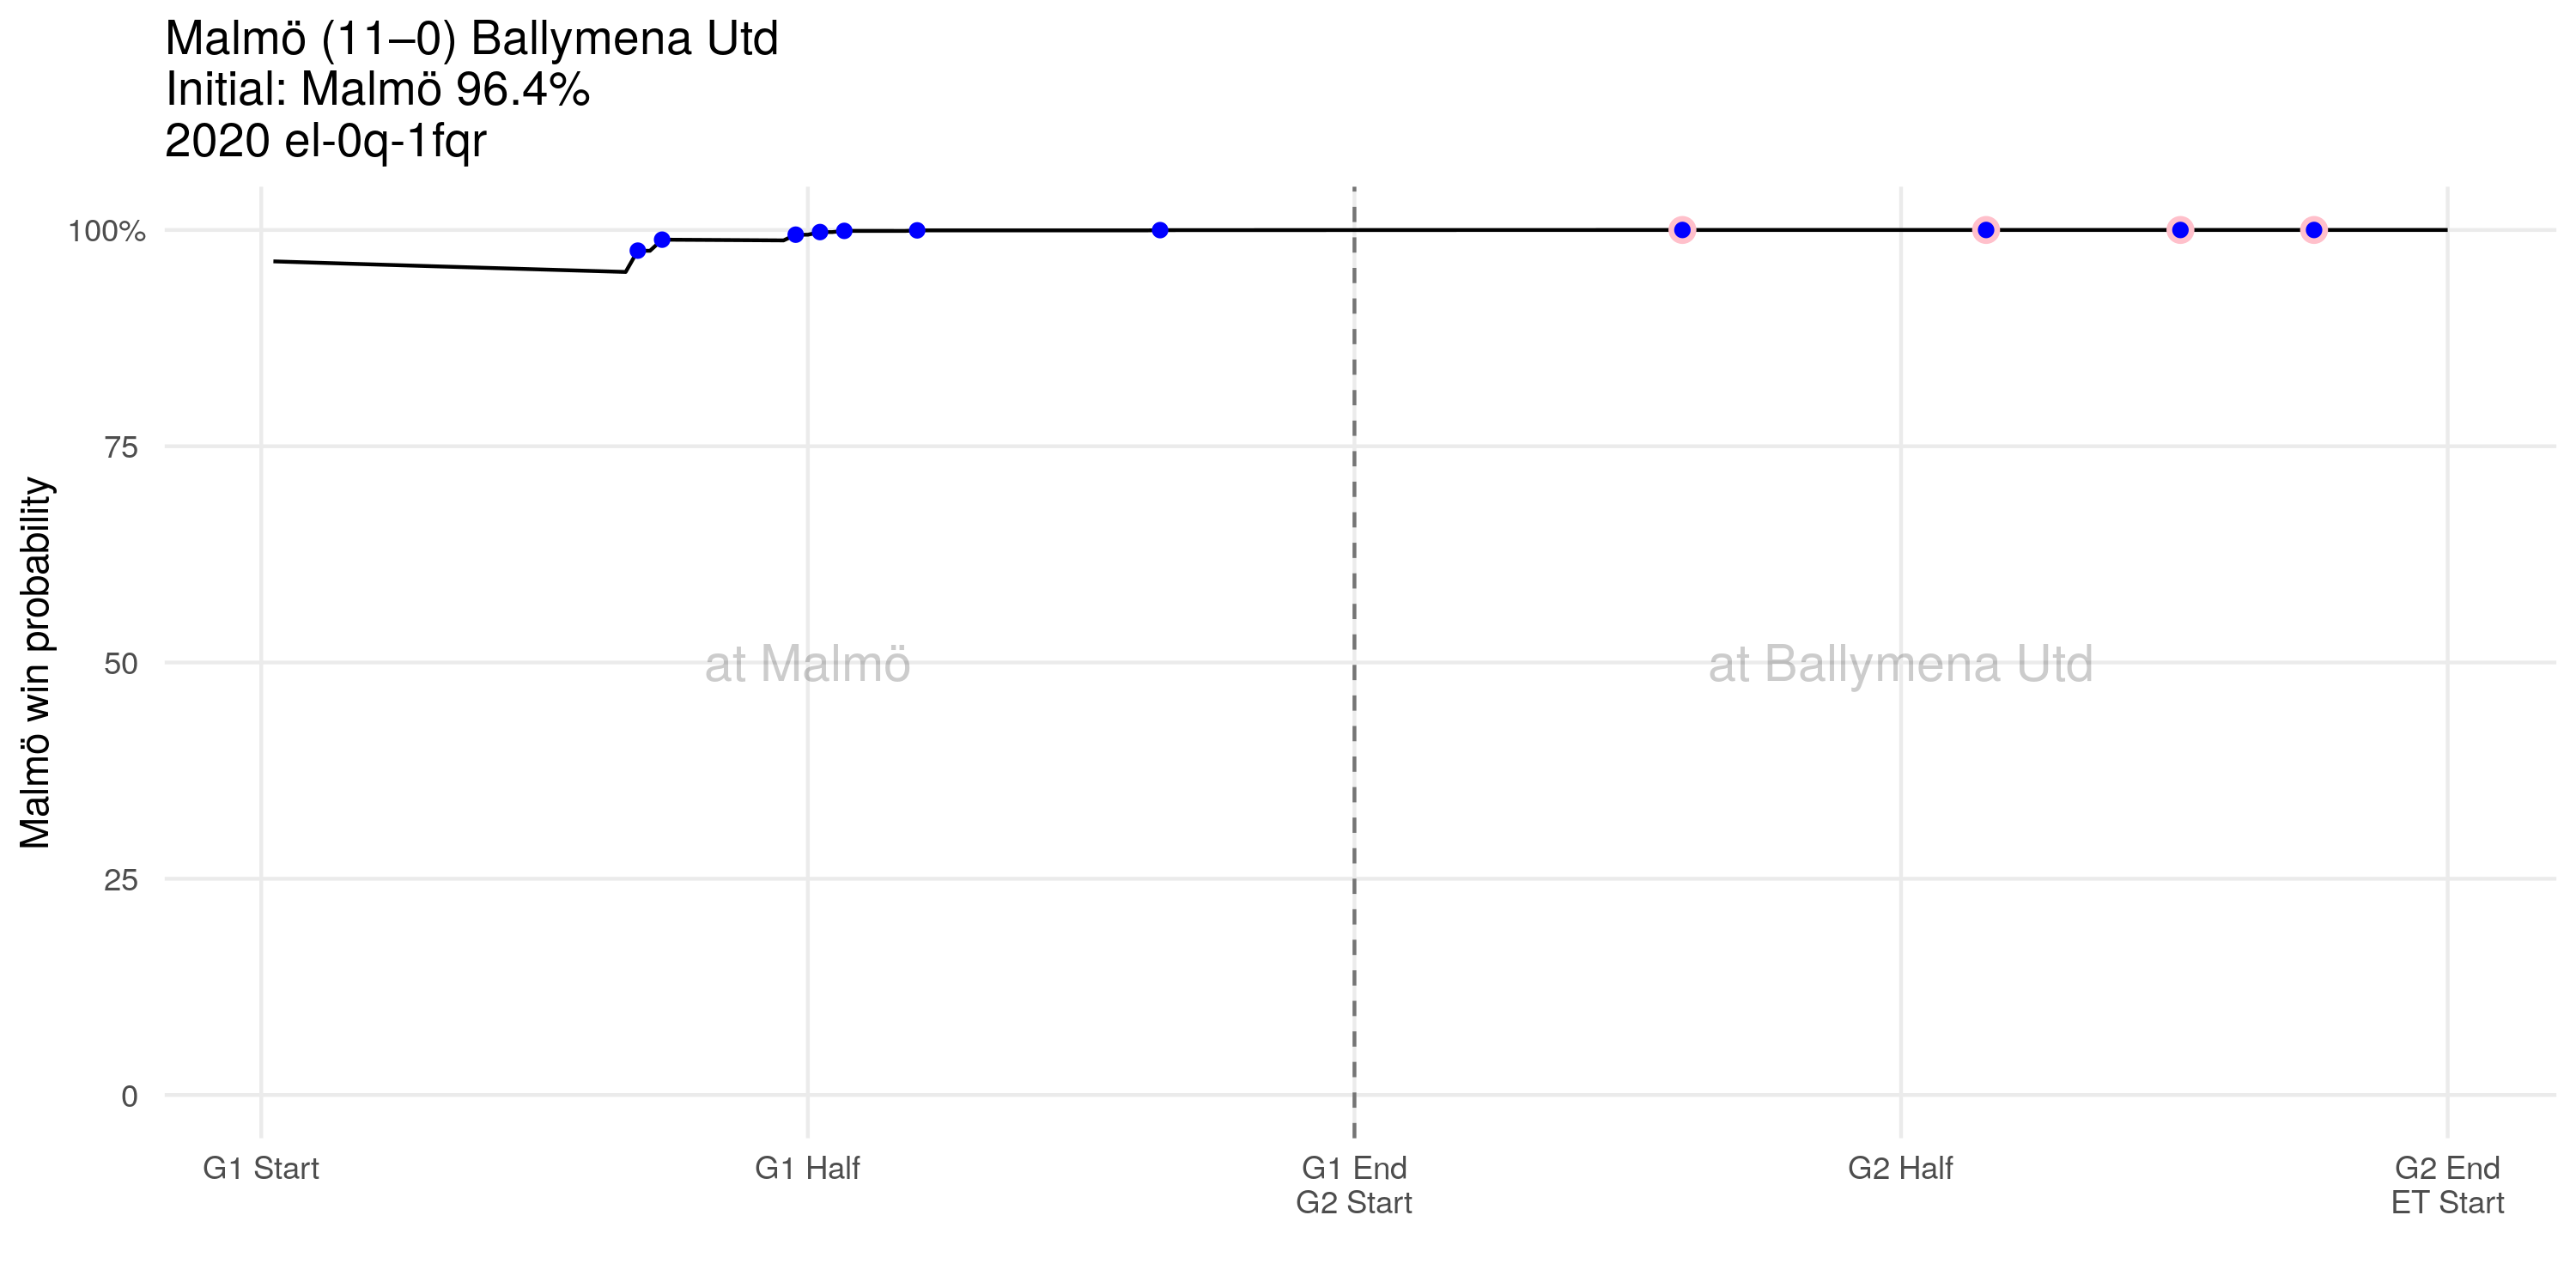 Malmö (11–0) Ballymena Utd
Initial: Malmö 96.4%
2020 el-0q-1fqr
Malmö win probability
100%
75
50
25
0
at Malmö
at Ballymena Utd
G1 Start
G1 Half
G1 End
G2 Start
G2 Half
G2 End
ET Start